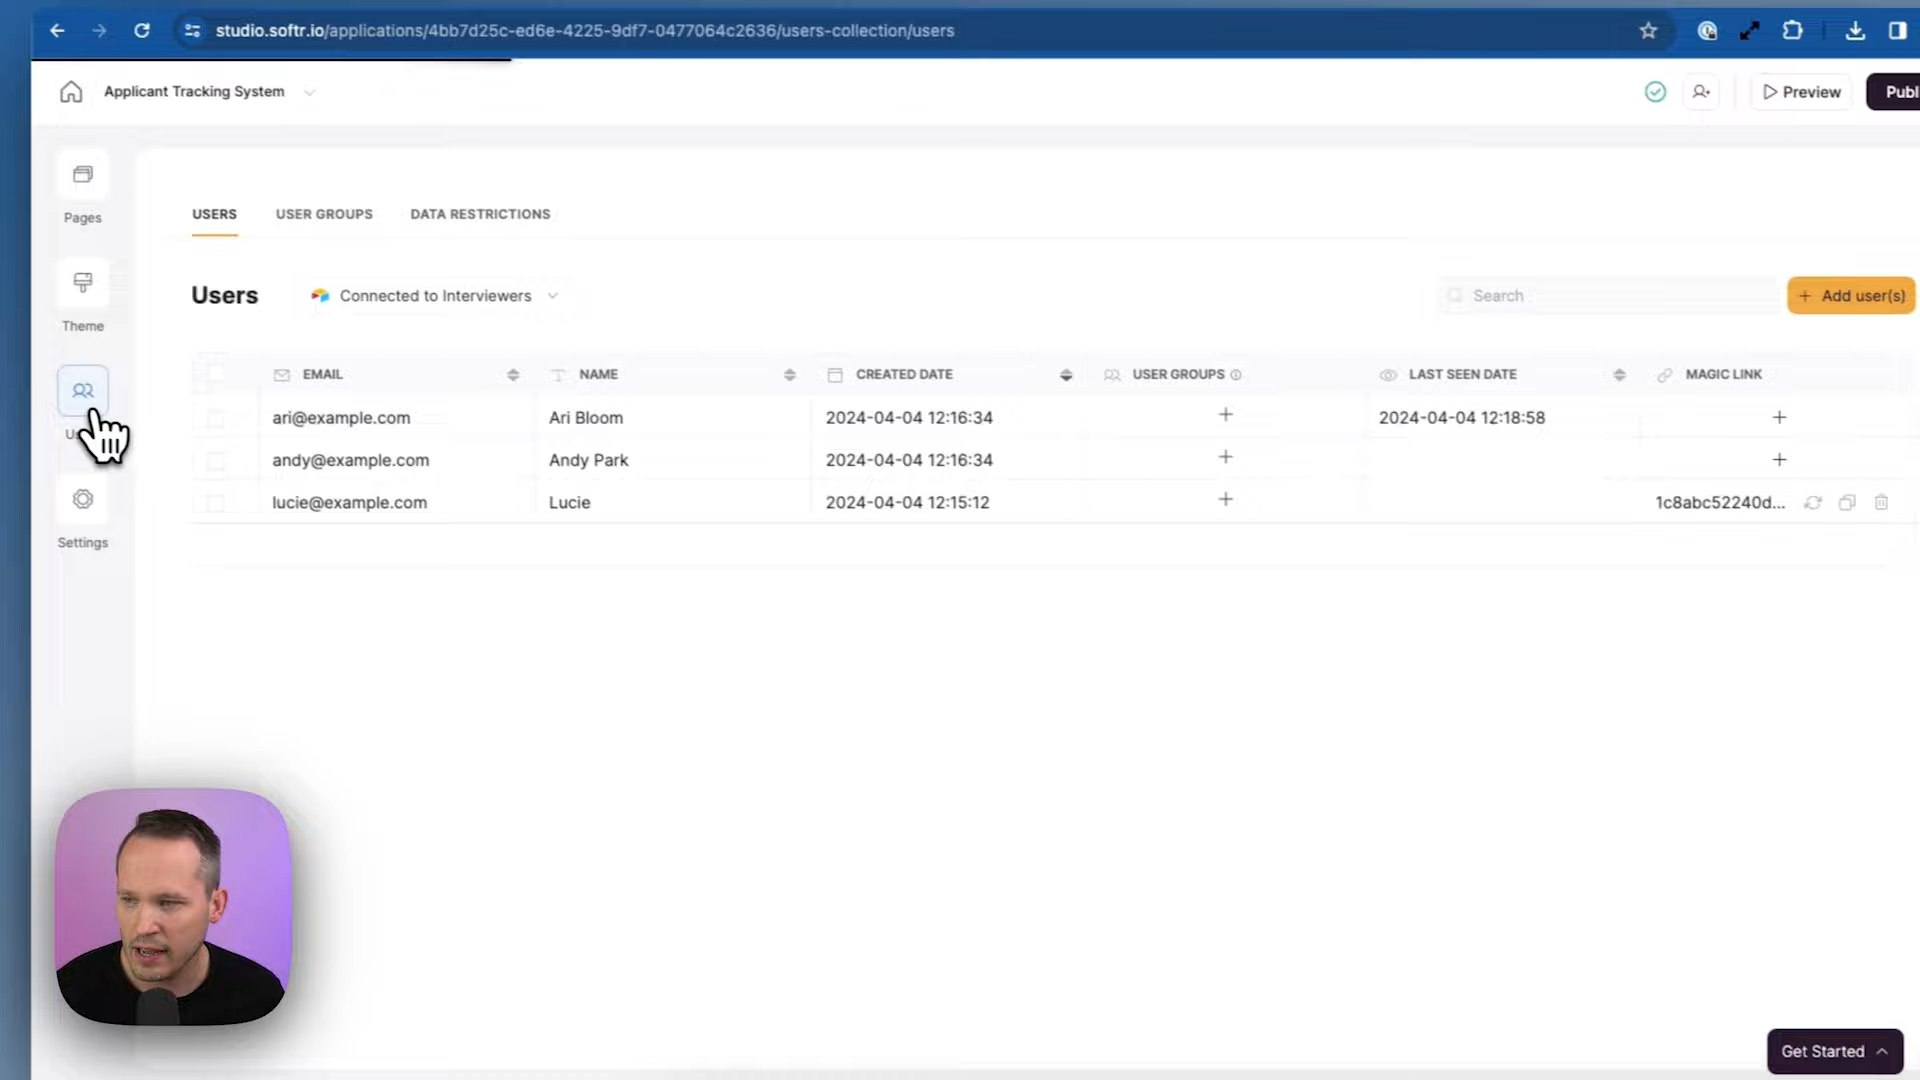 studio.softr.io/applications/4bb7d25c-ed6e-4225-9df7-0477064c2636/users-collection/users
Applicant Tracking System
Preview
Publ
Pages
Theme
Settings
USERS USER GROUPS DATA RESTRICTIONS
Users Connected to Interviewers Search + Add user(s)
EMAIL NAME CREATED DATE USER GROUPS LAST SEEN DATE MAGIC LINK
ari@example.com Ari Bloom 2024-04-04 12:16:34 + 2024-04-04 12:18:58 +
andy@example.com Andy Park 2024-04-04 12:16:34 + +
lucie@example.com Lucie 2024-04-04 12:15:12 + 1c8abc52240d...
Get Started